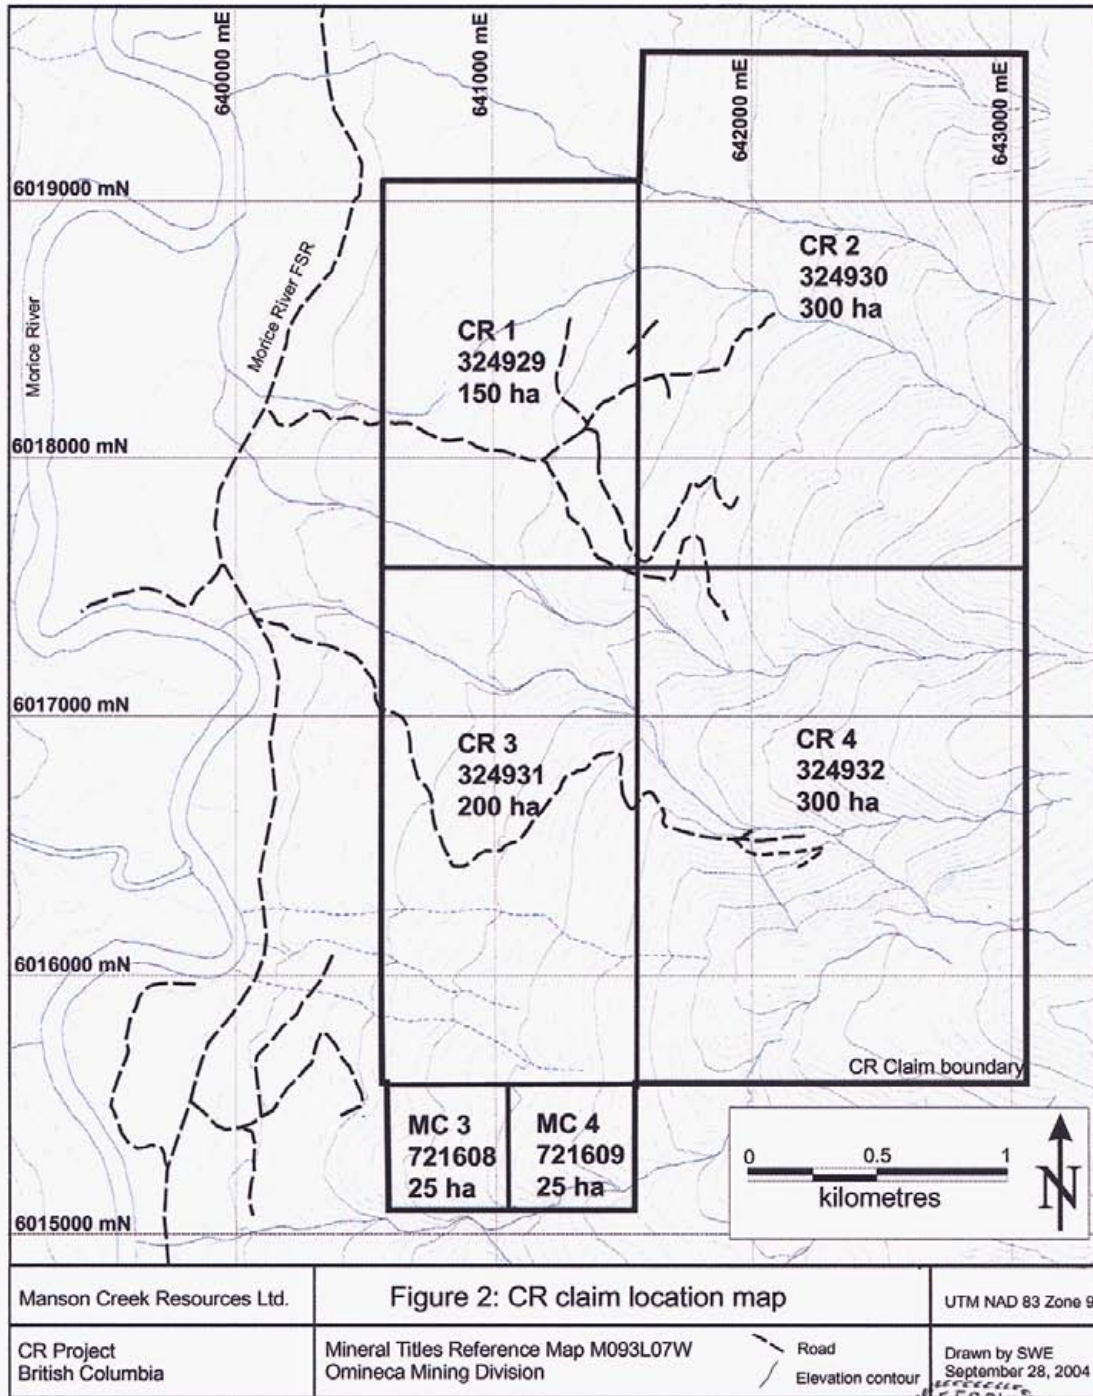 640000 mE
641000 mE
642000 mE
643000 mE
6019000 mN
Morice River FSR
Morice River
CR 2
324930
300 ha
CR 1
324929
150 ha
6018000 mN
6017000 mN
CR 3
324931
200 ha
CR 4
324932
300 ha
6016000 mN
CR Claim boundary
MC 3
721608
25 ha
MC 4
721609
25 ha
0 0.5 1
kilometres
N
6015000 mN
Manson Creek Resources Ltd.
Figure 2: CR claim location map
UTM NAD 83 Zone 9
CR Project
British Columbia
Mineral Titles Reference Map M093L07W
Omineca Mining Division
Road
Elevation contour
Drawn by SWE
September 28, 2004